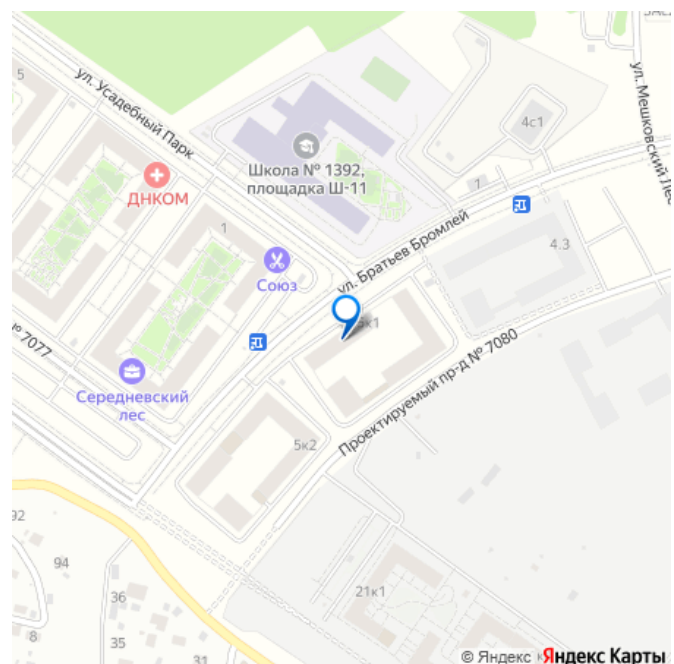 5
ул. Усадебный Парк
ул. Мешковский Лес
4с1
Школа № 1392,
площадка Ш-11
ДНКОМ
1
1
ул. Братьев Бромлей
4.3
Союз
5к1
№ 7077
Середневский
лес
Проектируемый пр-д № 7080
5к2
92
94
36
21к1
8
35
31
© Яндекс
Яндекс Карты